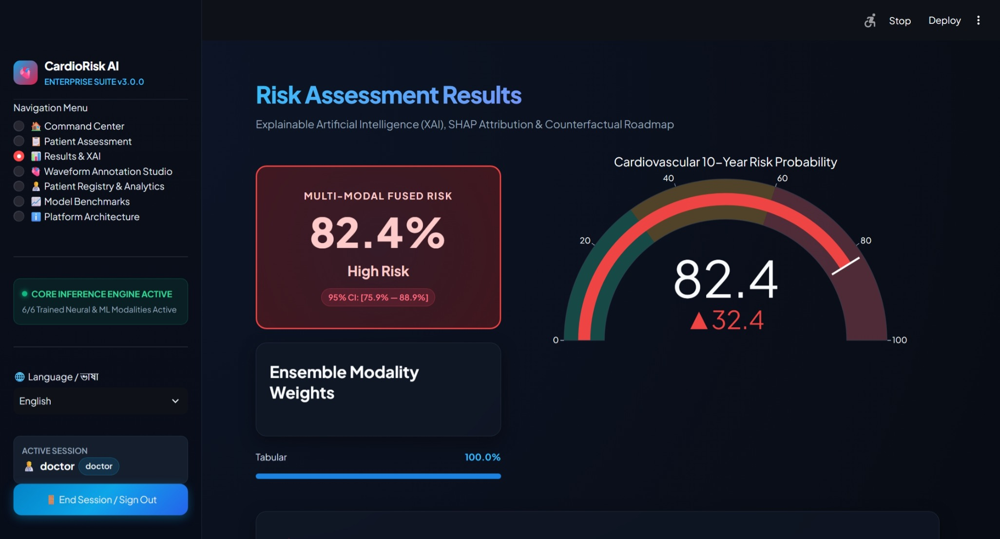 Stop
Deploy
CardioRisk AI
ENTERPRISE SUITE v3.0.0
Navigation Menu
Command Center
Patient Assessment
Results & XAI
Waveform Annotation Studio
Patient Registry & Analytics
Model Benchmarks
Platform Architecture
CORE INFERENCE ENGINE ACTIVE
6/6 Trained Neural & ML Modalities Active
Language / ভাষা
English
ACTIVE SESSION
doctor doctor
End Session / Sign Out
Risk Assessment Results
Explainable Artificial Intelligence (XAI), SHAP Attribution & Counterfactual Roadmap
MULTI-MODAL FUSED RISK
82.4%
High Risk
95% CI: [75.9% — 88.9%]
Ensemble Modality
Weights
Tabular 100.0%
Cardiovascular 10-Year Risk Probability
0
20
40
60
80
100
82.4
▲32.4